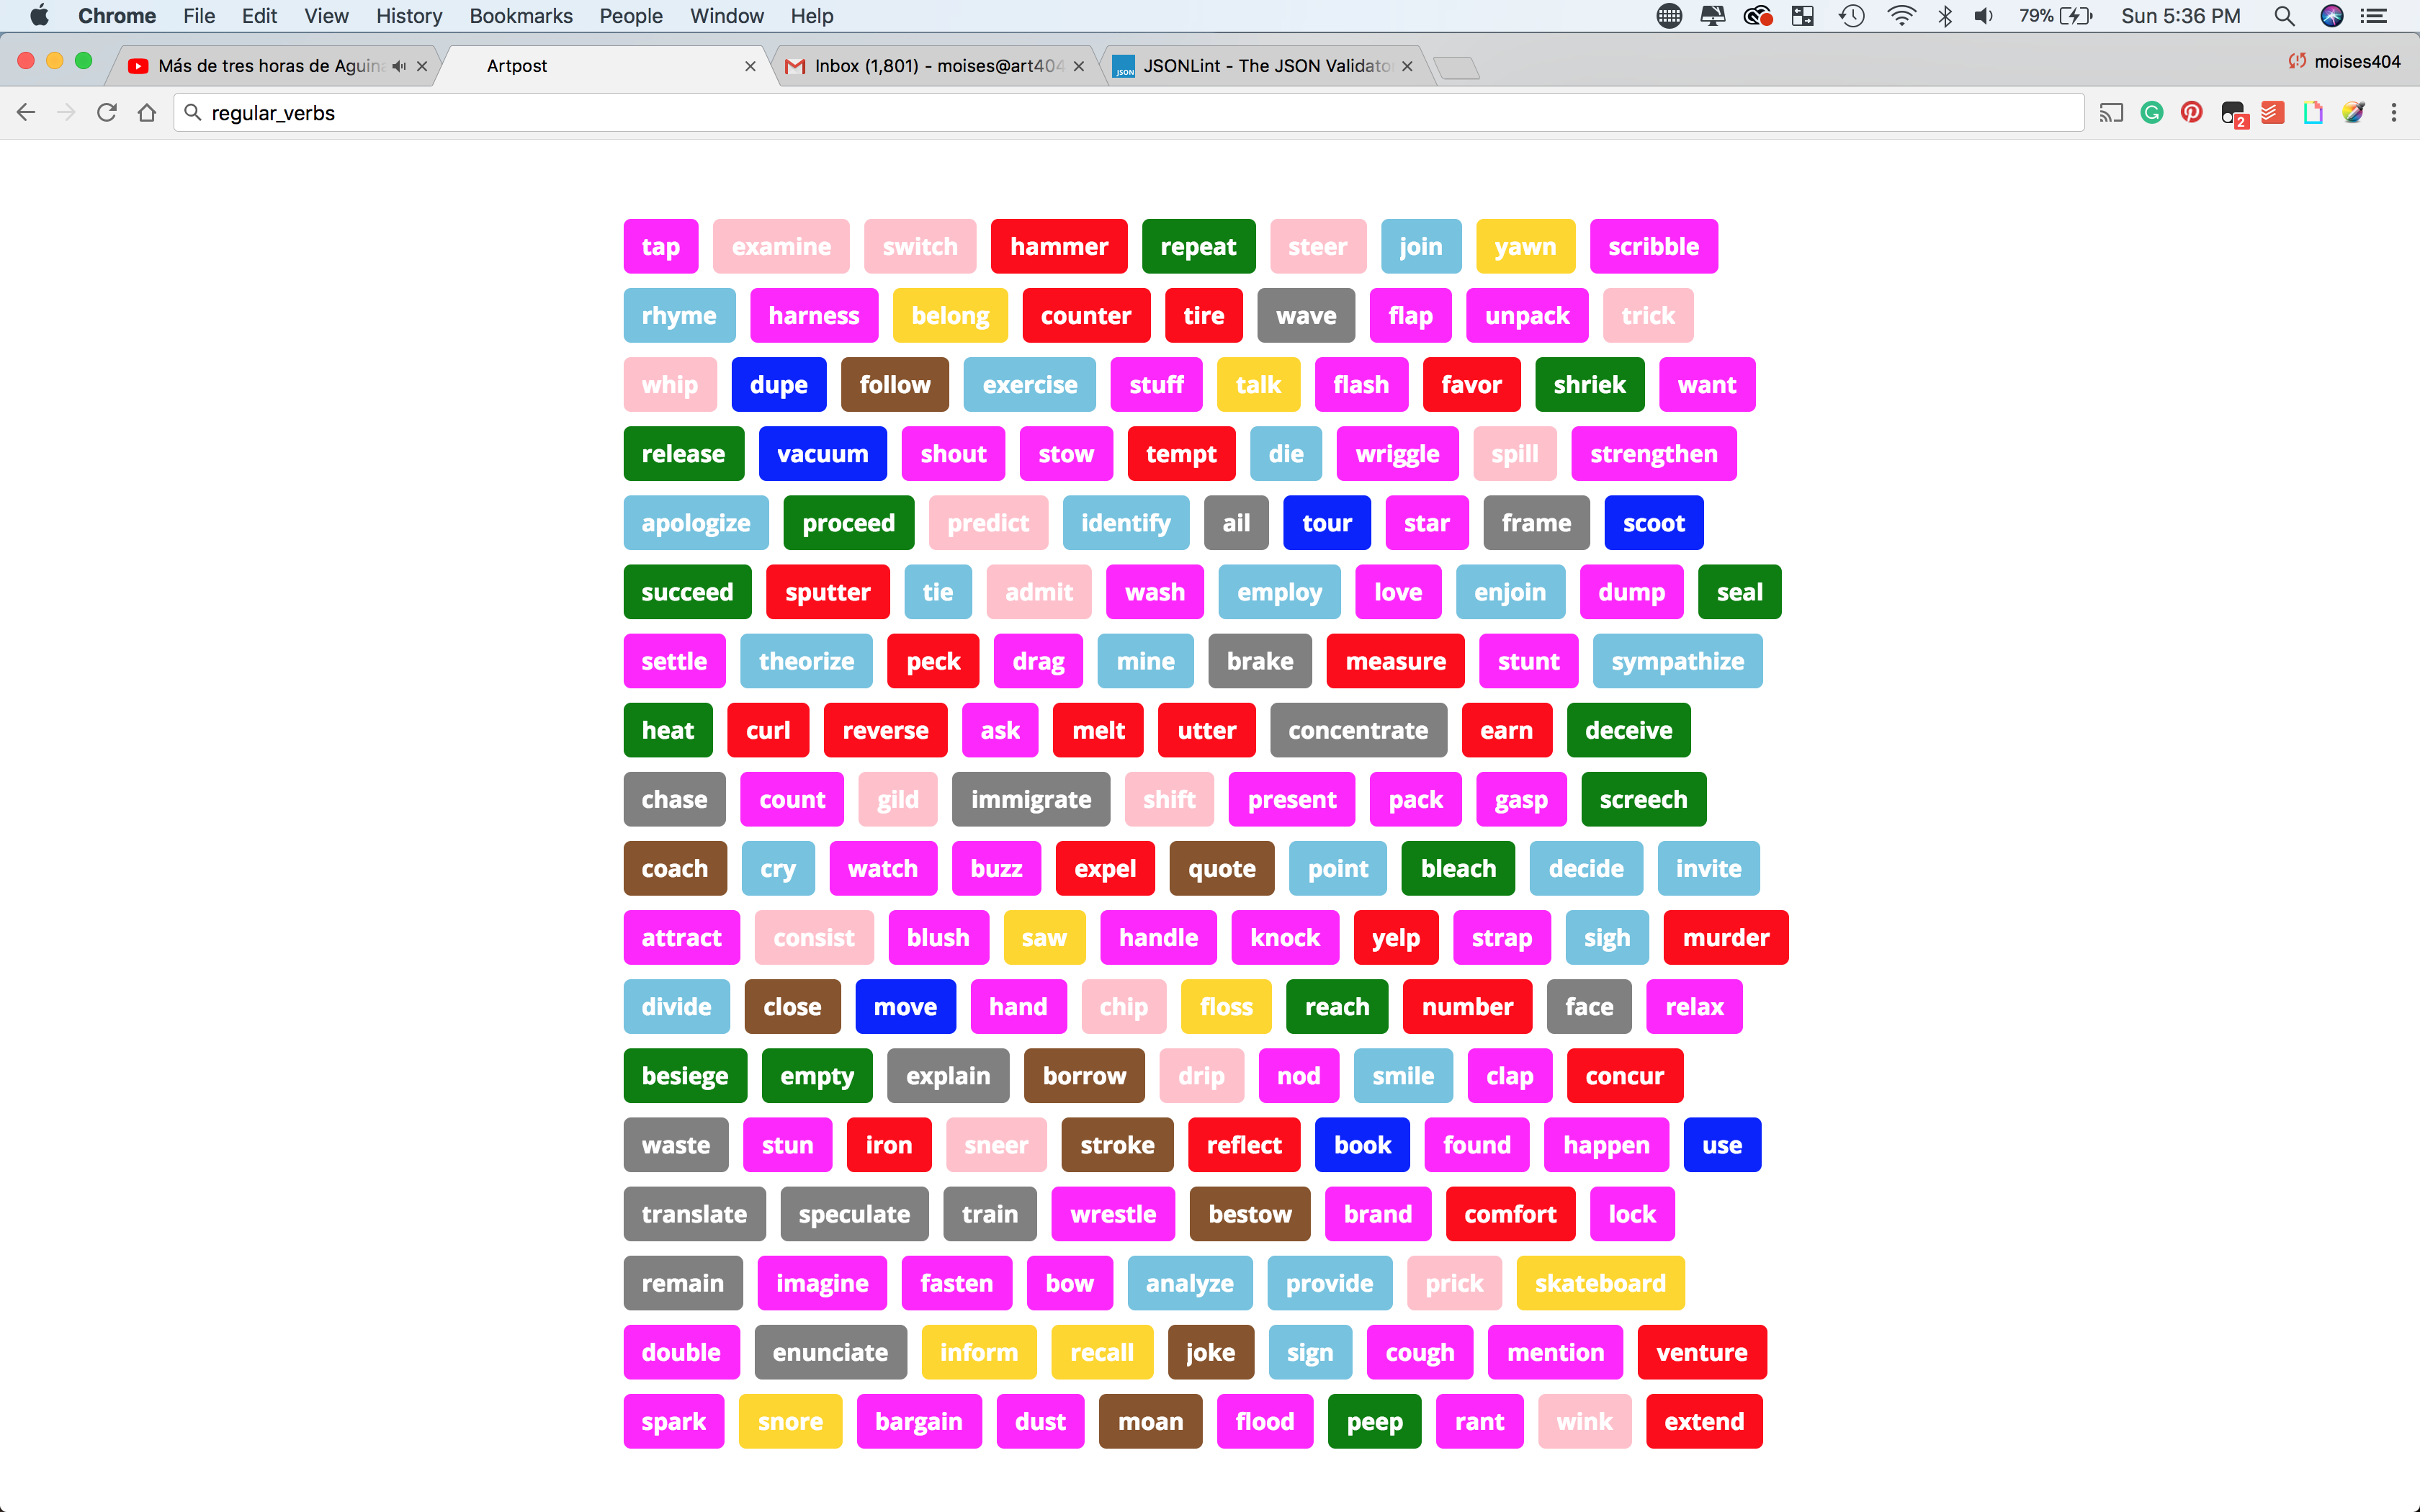 Chrome File Edit View History Bookmarks People Window Help 79% Sun 5:36 PM
Más de tres horas de Aguina Artpost Inbox (1,801) - moises@art404 JSON JSONLint - The JSON Validator moises404
regular_verbs 2
tap examine switch hammer repeat steer join yawn scribble
rhyme harness belong counter tire wave flap unpack trick
whip dupe follow exercise stuff talk flash favor shriek want
release vacuum shout stow tempt die wriggle spill strengthen
apologize proceed predict identify ail tour star frame scoot
succeed sputter tie admit wash employ love enjoin dump seal
settle theorize peck drag mine brake measure stunt sympathize
heat curl reverse ask melt utter concentrate earn deceive
chase count gild immigrate shift present pack gasp screech
coach cry watch buzz expel quote point bleach decide invite
attract consist blush saw handle knock yelp strap sigh murder
divide close move hand chip floss reach number face relax
besiege empty explain borrow drip nod smile clap concur
waste stun iron sneer stroke reflect book found happen use
translate speculate train wrestle bestow brand comfort lock
remain imagine fasten bow analyze provide prick skateboard
double enunciate inform recall joke sign cough mention venture
spark snore bargain dust moan flood peep rant wink extend